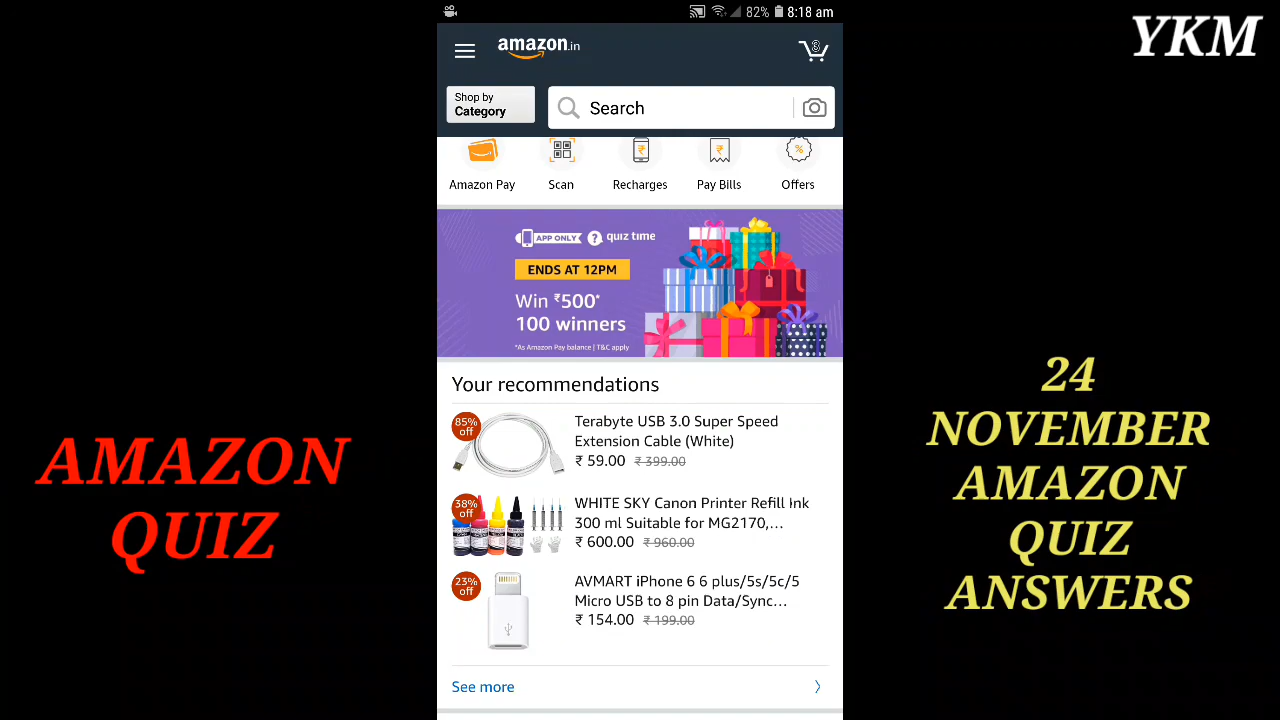 82% 8:18 am
YKM
amazon.in
3
Shop by
Category
Search
Amazon Pay Scan Recharges Pay Bills Offers
APP ONLY ? quiz time
ENDS AT 12PM
Win ₹500*
100 winners
*As Amazon Pay balance | T&C apply
AMAZON
QUIZ
24
NOVEMBER
AMAZON
QUIZ
ANSWERS
Your recommendations
85%
off
Terabyte USB 3.0 Super Speed
Extension Cable (White)
₹ 59.00 ₹ 399.00
38%
off
WHITE SKY Canon Printer Refill Ink
300 ml Suitable for MG2170,...
₹ 600.00 ₹ 960.00
23%
off
AVMART iPhone 6 6 plus/5s/5c/5
Micro USB to 8 pin Data/Sync...
₹ 154.00 ₹ 199.00
See more